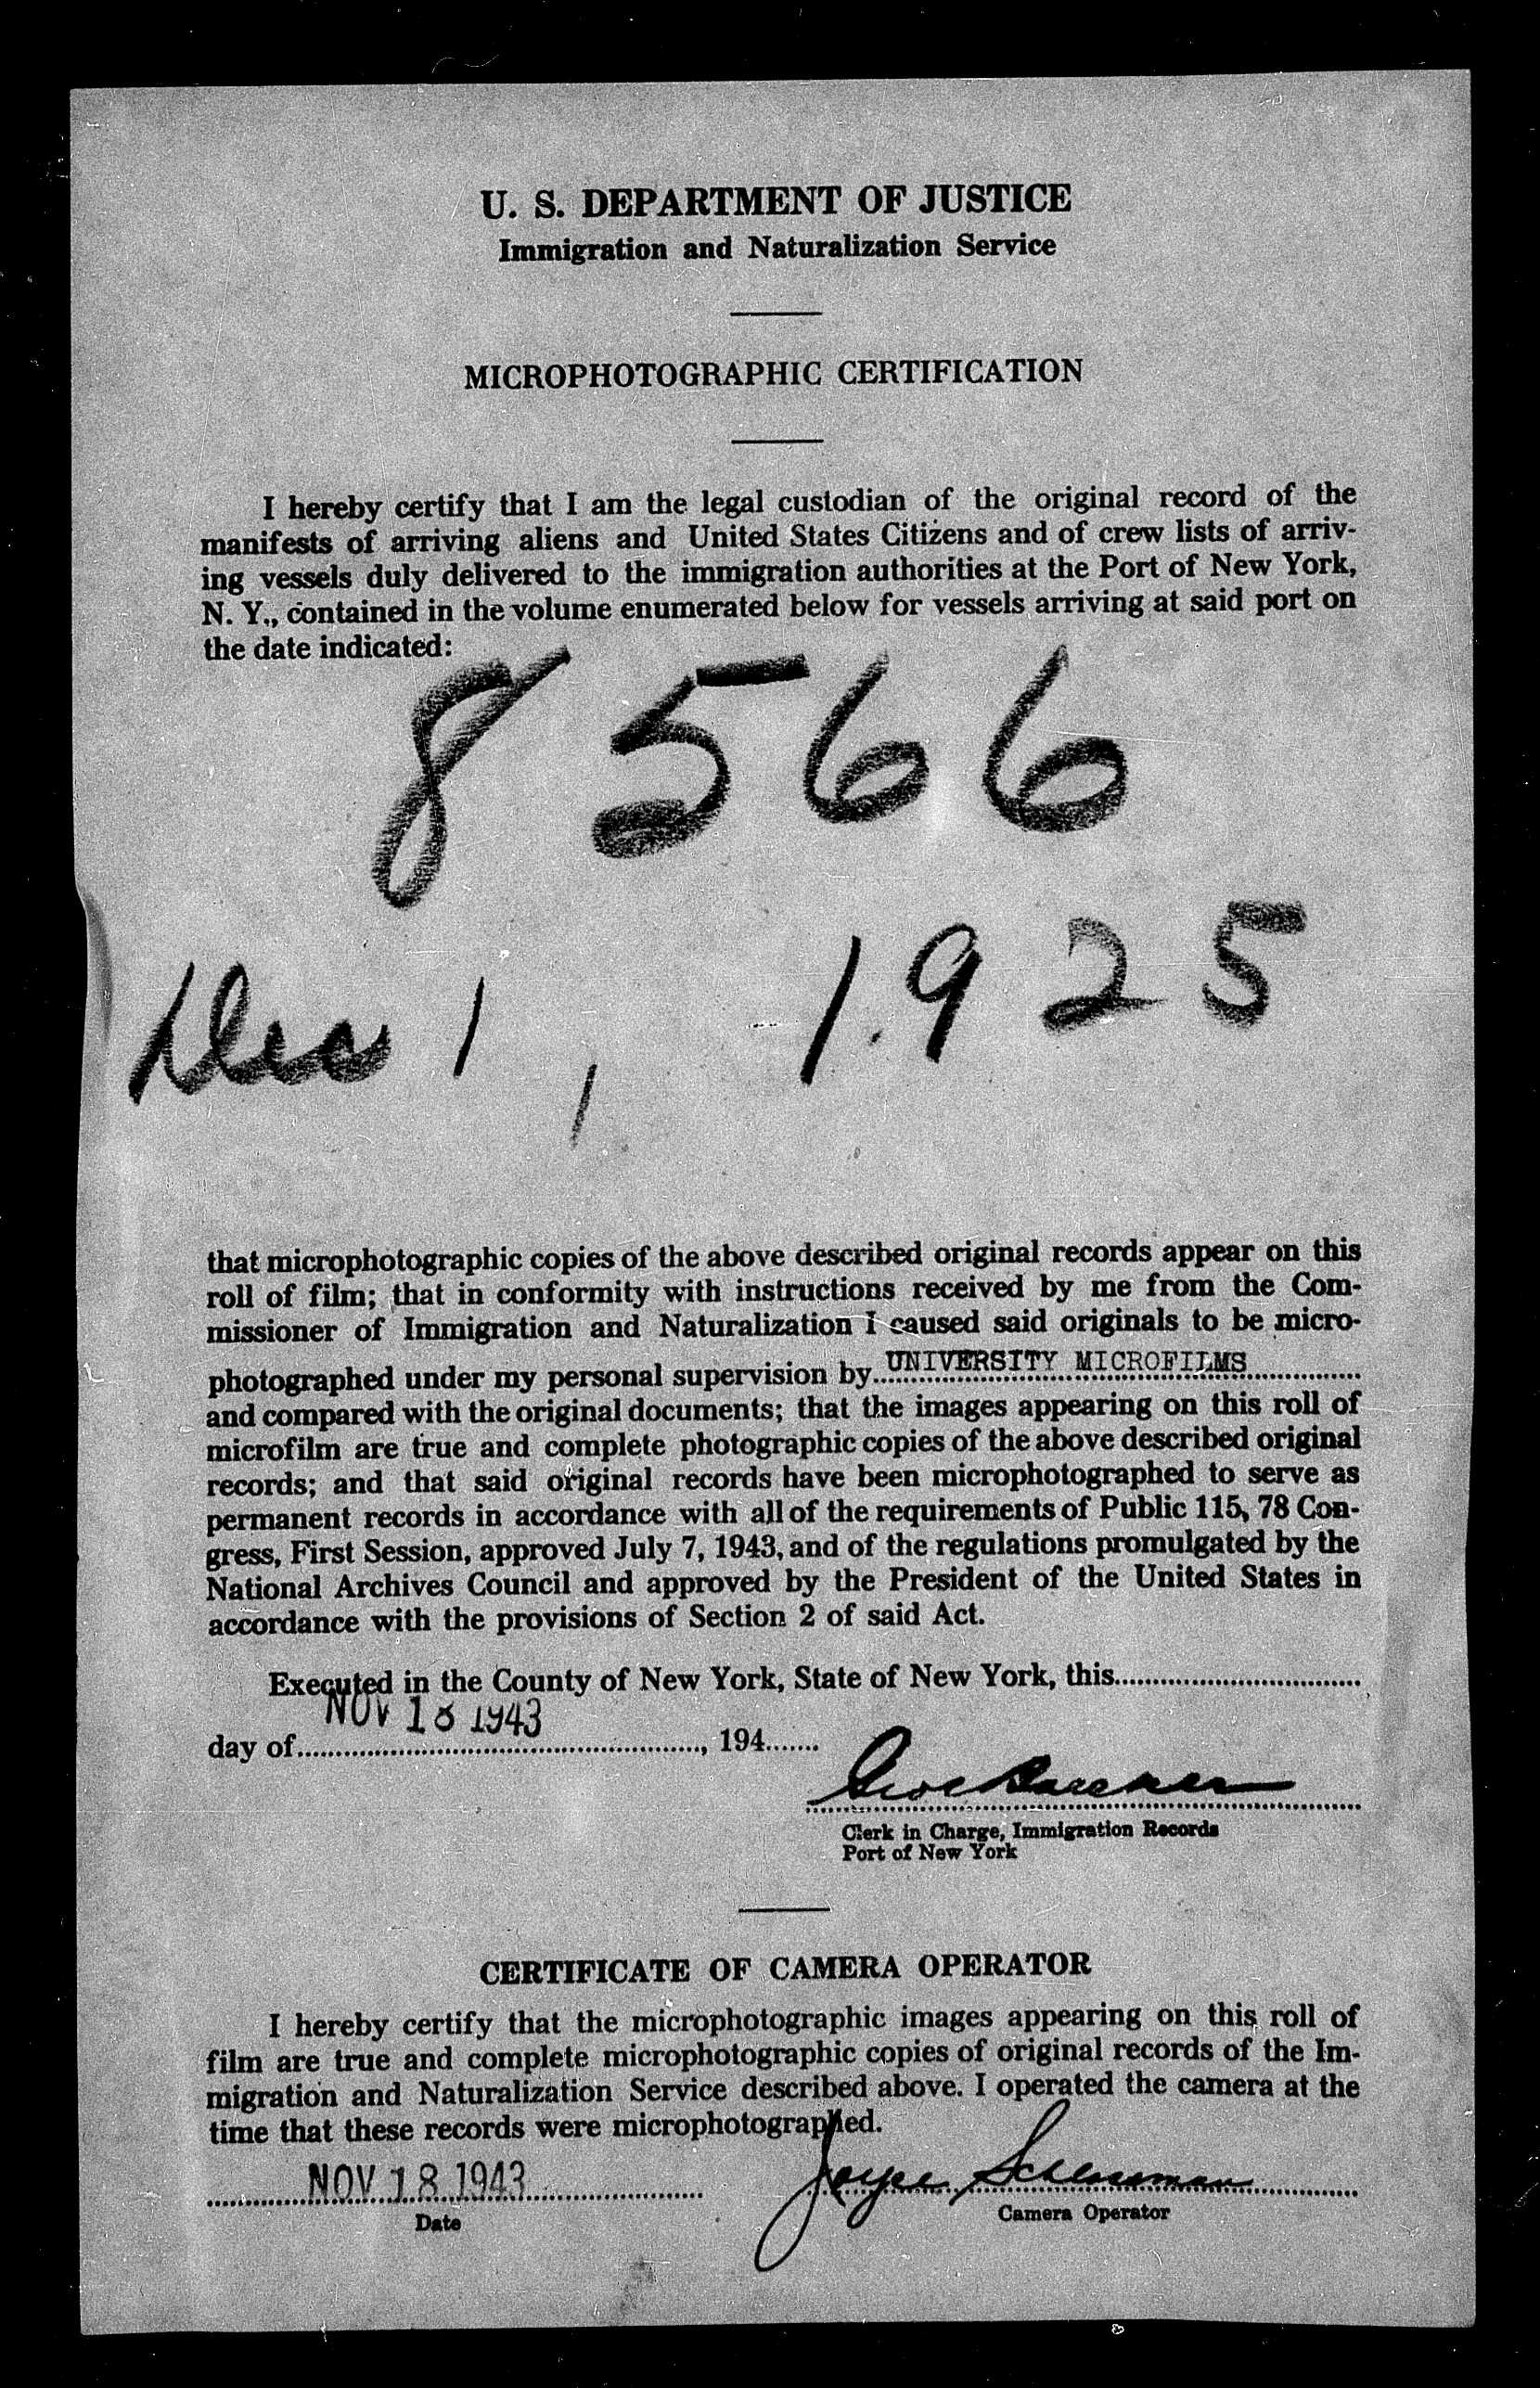 U. S. DEPARTMENT OF JUSTICE
Immigration and Naturalization Service
MICROPHOTOGRAPHIC CERTIFICATION
I hereby certify that I am the legal custodian of the original record of the
manifests of arriving aliens and United States Citizens and of crew lists of arriv-
ing vessels duly delivered to the immigration authorities at the Port of New York,
N. Y., contained in the volume enumerated below for vessels arriving at said port on
the date indicated:
8566
Dec 1, 1925
that microphotographic copies of the above described original records appear on this
roll of film; that in conformity with instructions received by me from the Com-
missioner of Immigration and Naturalization I caused said originals to be micro-
photographed under my personal supervision by UNIVERSITY MICROFILMS
and compared with the original documents; that the images appearing on this roll of
microfilm are true and complete photographic copies of the above described original
records; and that said original records have been microphotographed to serve as
permanent records in accordance with all of the requirements of Public 115, 78 Con-
gress, First Session, approved July 7, 1943, and of the regulations promulgated by the
National Archives Council and approved by the President of the United States in
accordance with the provisions of Section 2 of said Act.
Executed in the County of New York, State of New York, this
NOV 18 1943
day of , 194
Clerk in Charge, Immigration Records
Port of New York
CERTIFICATE OF CAMERA OPERATOR
I hereby certify that the microphotographic images appearing on this roll of
film are true and complete microphotographic copies of original records of the Im-
migration and Naturalization Service described above. I operated the camera at the
time that these records were microphotographed.
NOV 18 1943 Joyce
Date Camera Operator